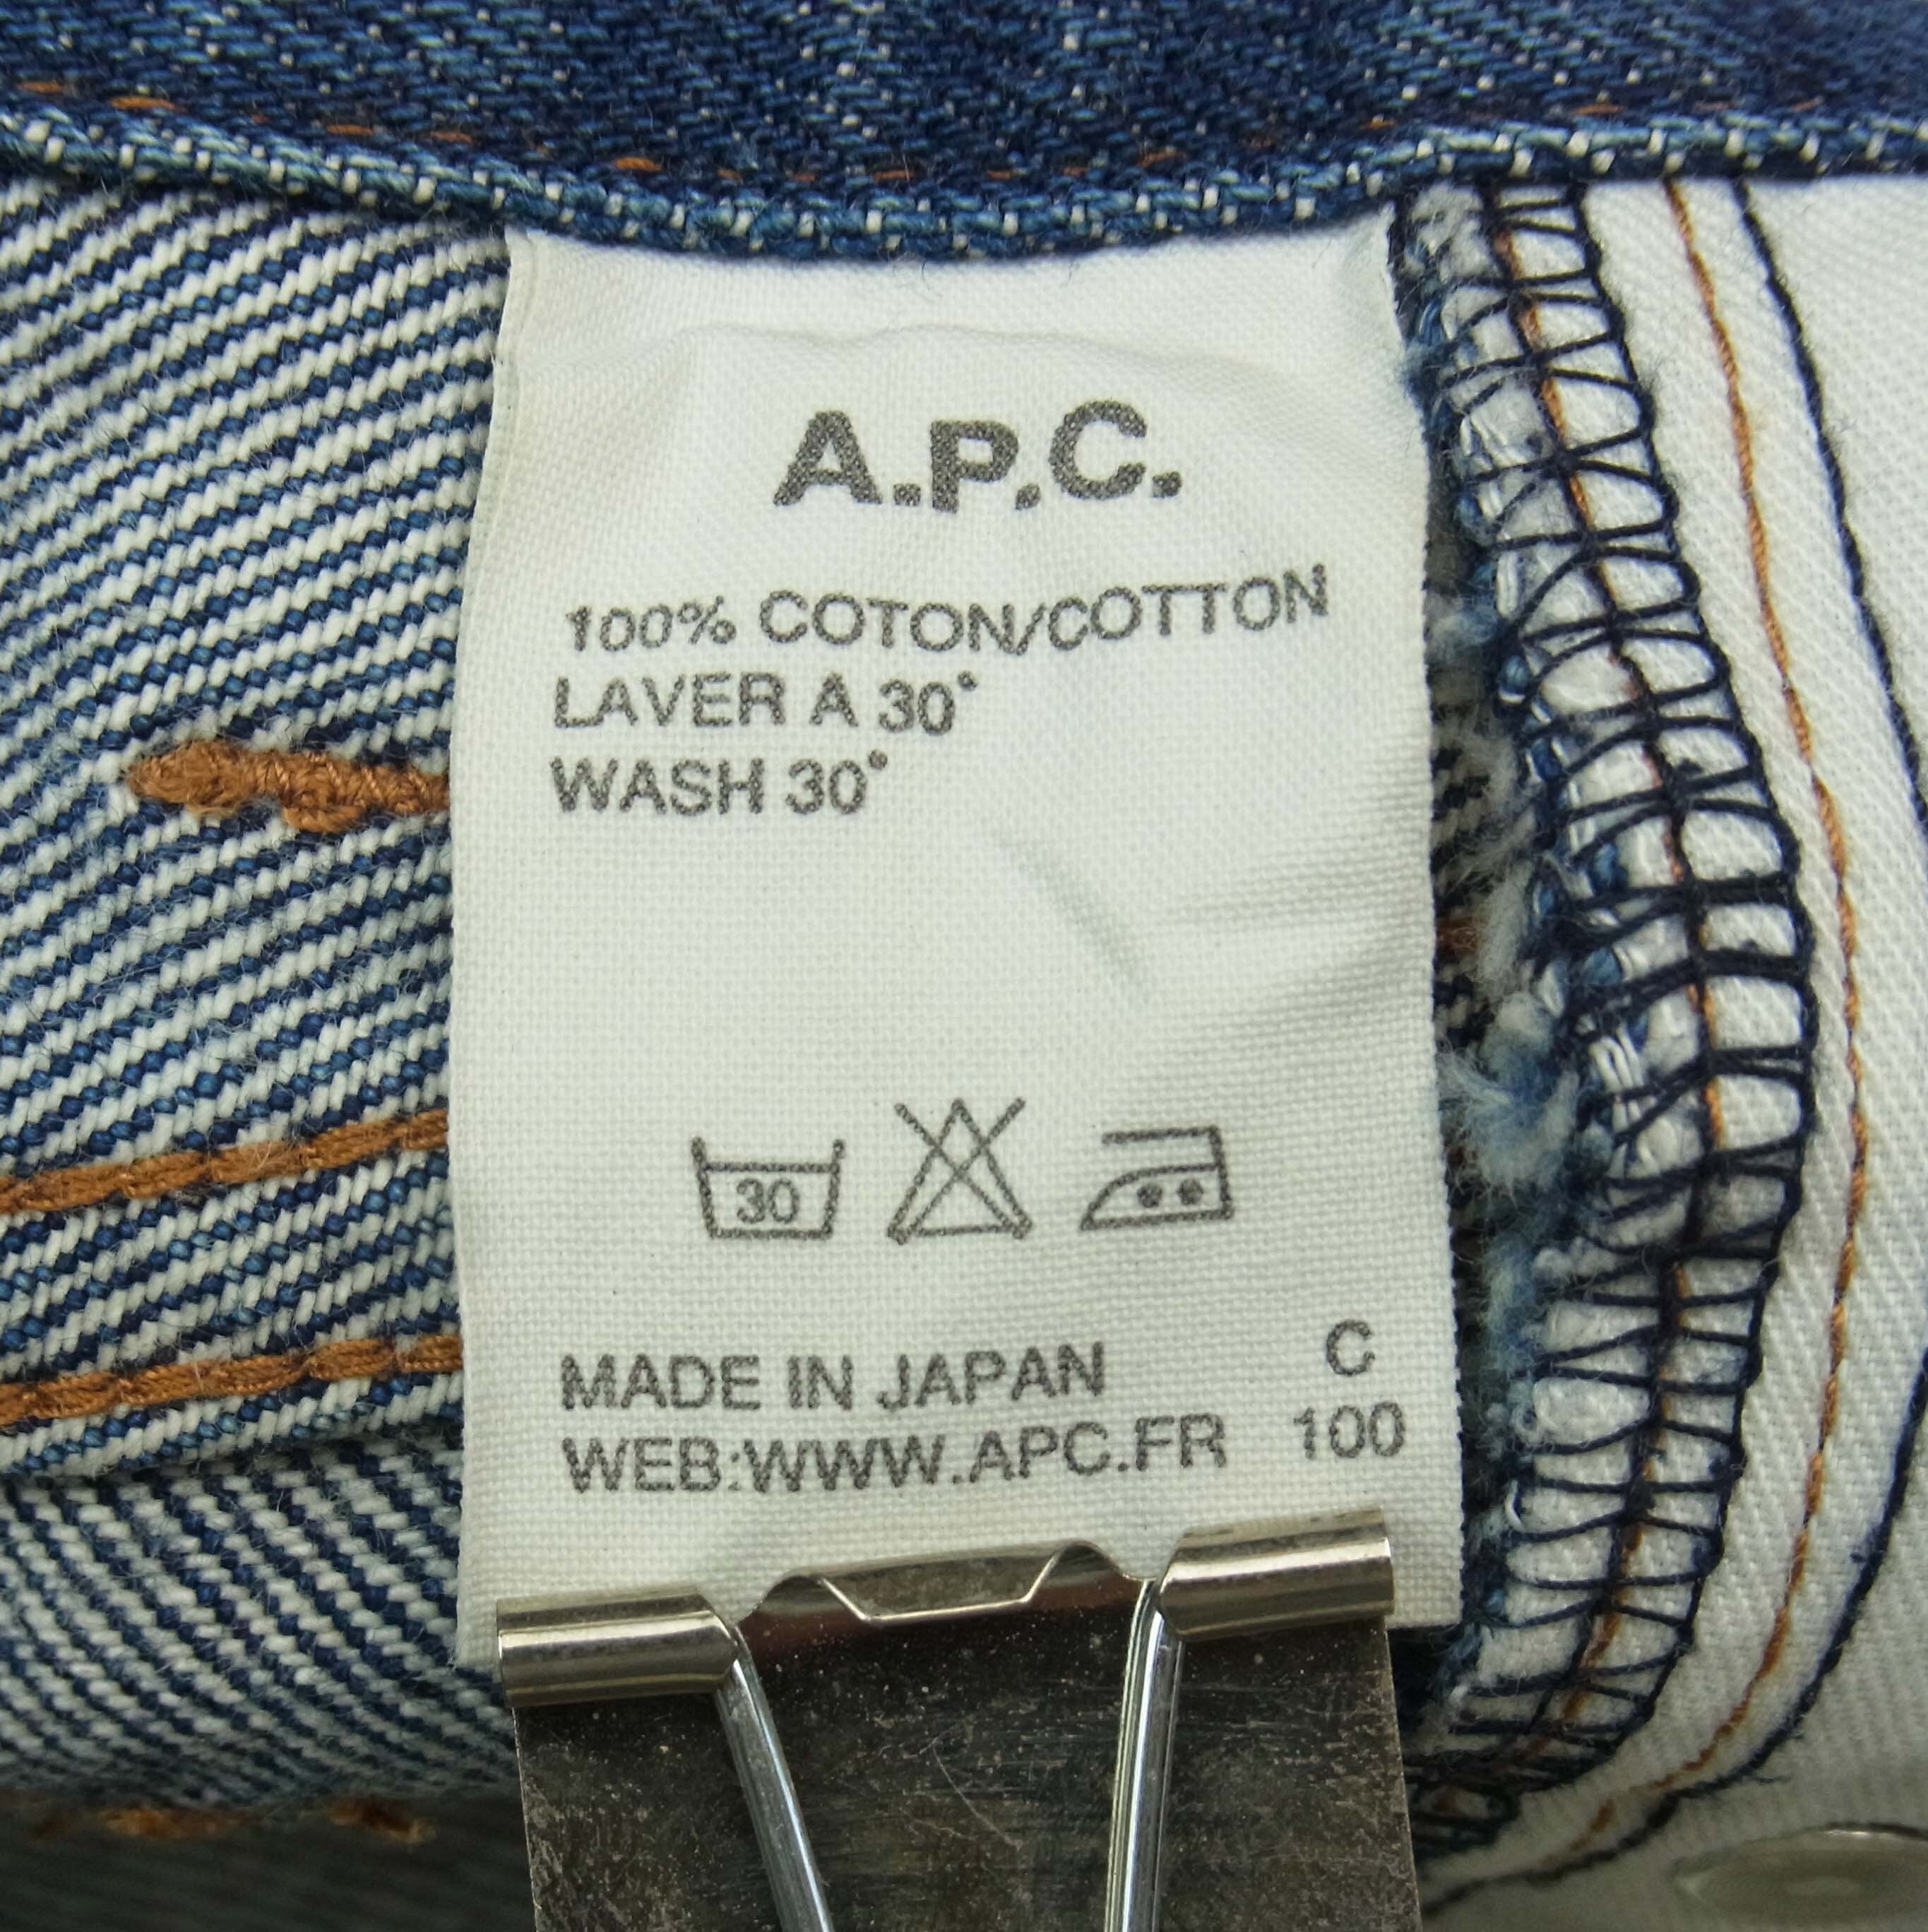 A.P.C.
100% COTON/COTTON
LAVER A 30°
WASH 30°
30
MADE IN JAPAN
C
WEB:WWW.APC.FR
100